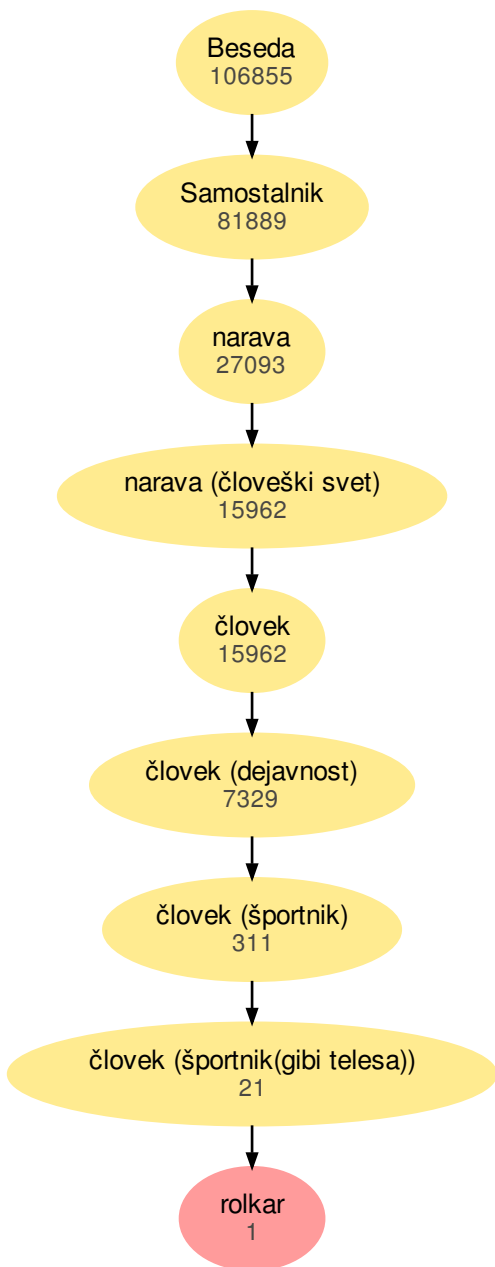 Beseda
106855
Samostalnik
81889
narava
27093
narava (človeški svet)
15962
človek
15962
človek (dejavnost)
7329
človek (športnik)
311
človek (športnik(gibi telesa))
21
rolkar
1